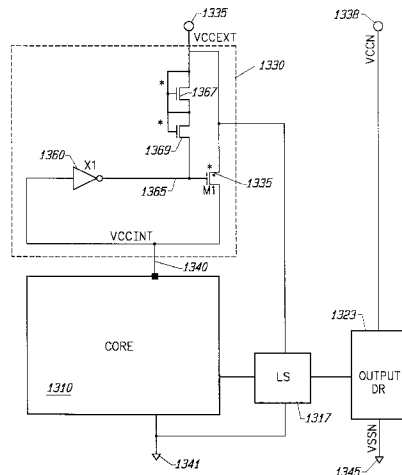 1335
VCCEXT
1338
VCCN
1330
*
1367
*
1369
1360
X1
1365
*
1335
M1
VCCINT
1340
CORE
1310
LS
1317
1323
OUTPUT
DR
VSSN
1341
1345